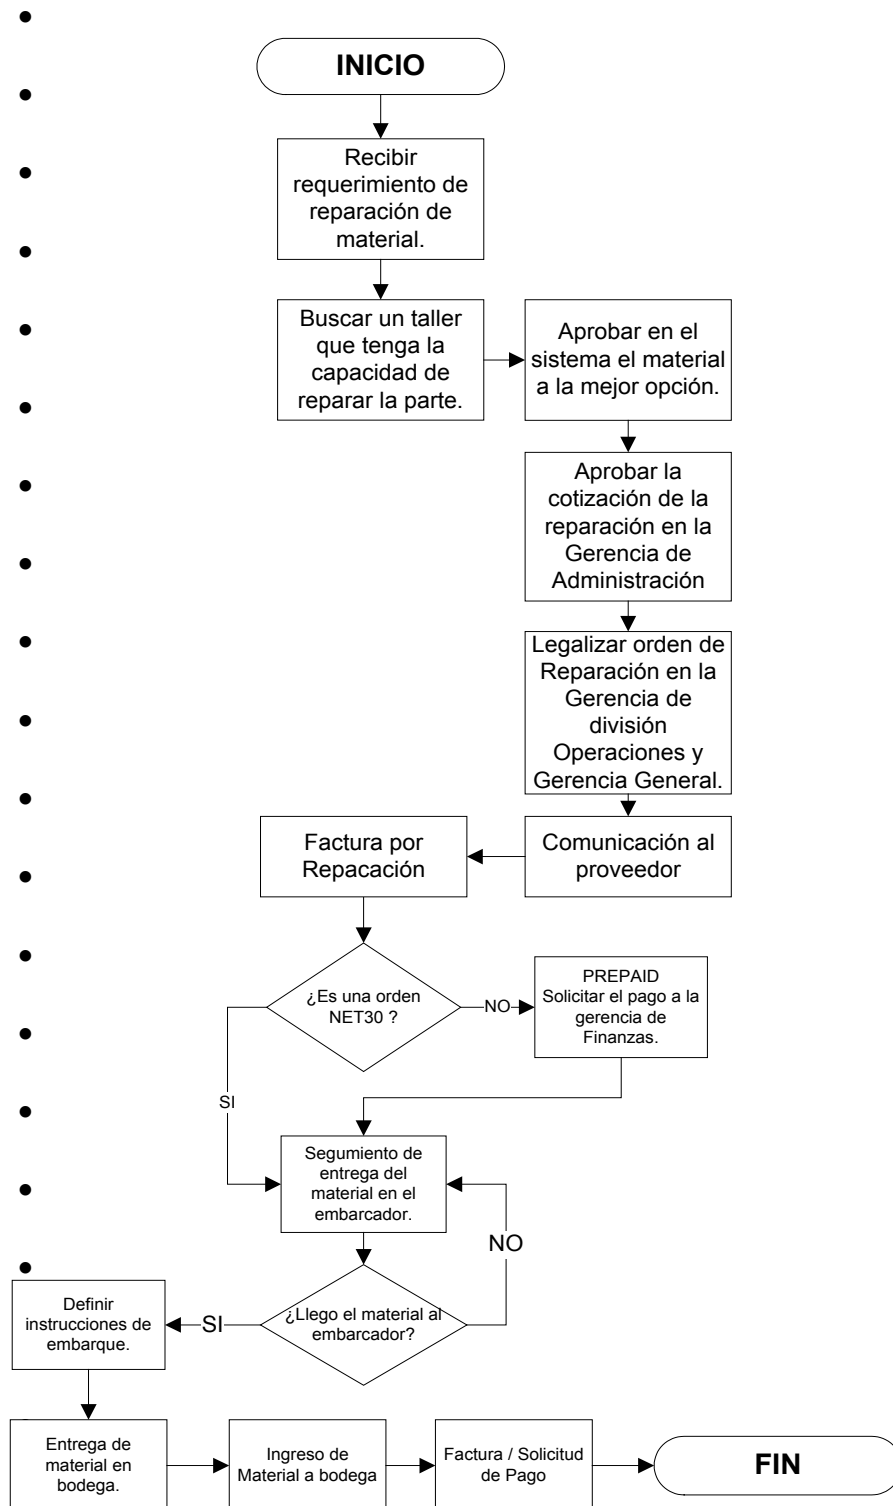 INICIO
Recibir
requerimiento de
reparación de
material.
Buscar un taller
que tenga la
capacidad de
reparar la parte.
Aprobar en el
sistema el material
a la mejor opción.
Aprobar la
cotización de la
reparación en la
Gerencia de
Administración
Legalizar orden de
Reparación en la
Gerencia de
división
Operaciones y
Gerencia General.
Comunicación al
proveedor
Factura por
Repacación
¿Es una orden
NET30 ?
NO
PREPAID
Solicitar el pago a la
gerencia de
Finanzas.
SI
Segumiento de
entrega del
material en el
embarcador.
NO
¿Llego el material al
embarcador?
SI
Definir
instrucciones de
embarque.
Entrega de
material en
bodega.
Ingreso de
Material a bodega
Factura / Solicitud
de Pago
FIN